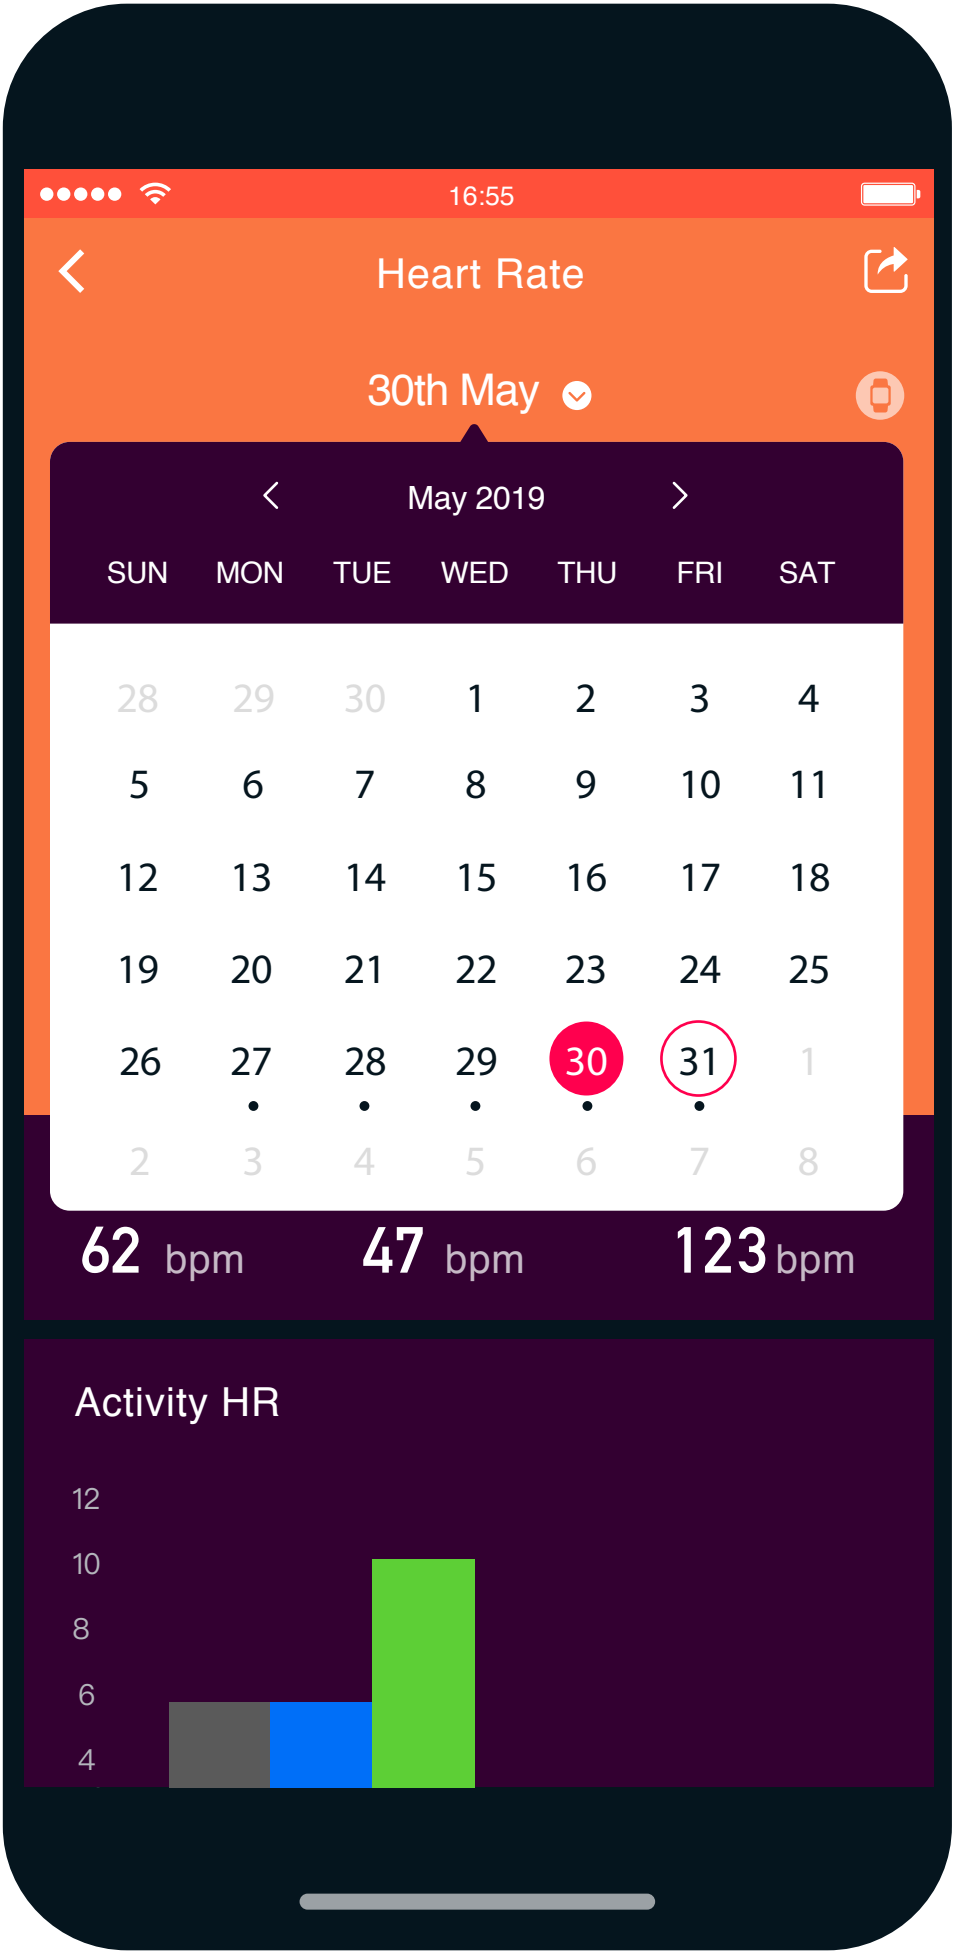 16:55
Heart Rate
30th May
May 2019
SUN MON TUE WED THU FRI SAT
28 29 30 1 2 3 4
5 6 7 8 9 10 11
12 13 14 15 16 17 18
19 20 21 22 23 24 25
26 27 28 29 30 31 1
2 3 4 5 6 7 8
62 bpm 47 bpm 123 bpm
Activity HR
12
10
8
6
4